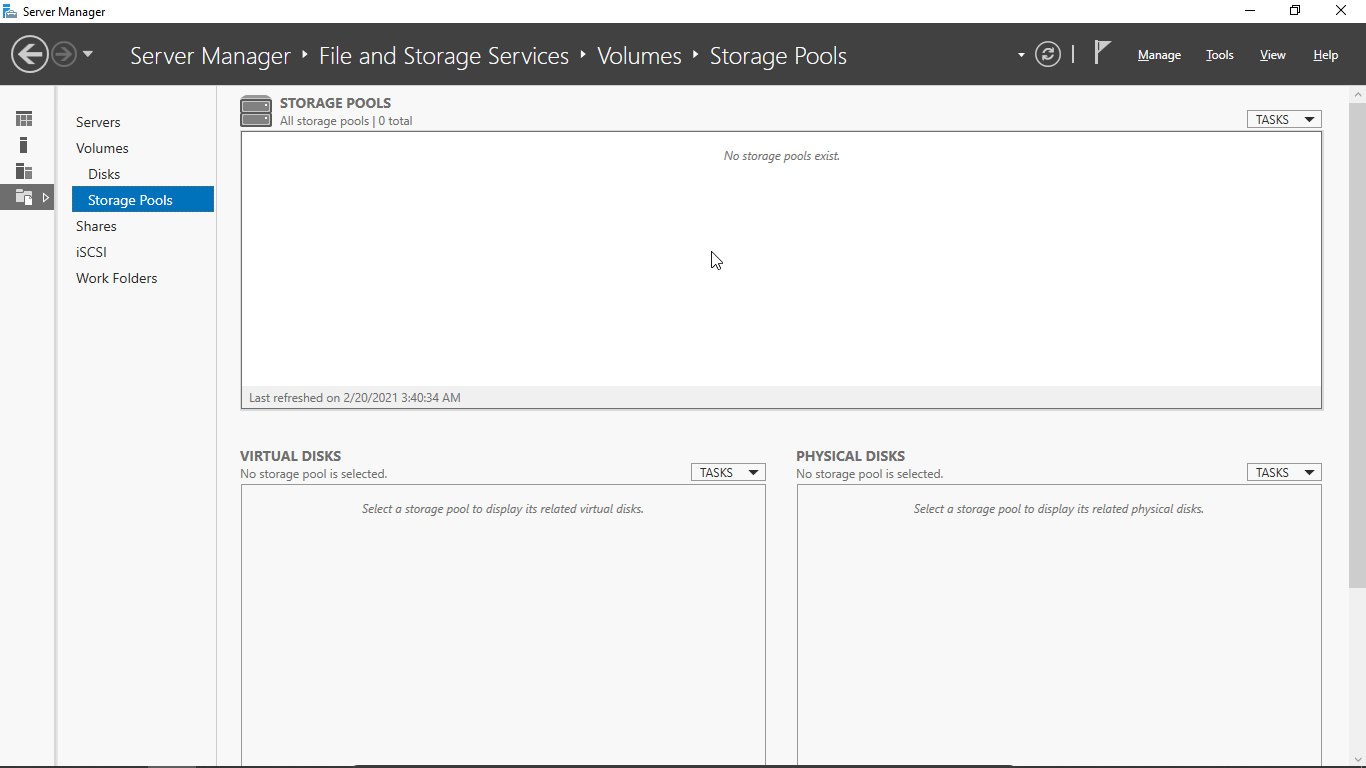 Server Manager
Server Manager ‣ File and Storage Services ‣ Volumes ‣ Storage Pools
Manage Tools View Help
Servers
Volumes
Disks
Storage Pools
Shares
iSCSI
Work Folders
STORAGE POOLS
All storage pools | 0 total
TASKS
No storage pools exist.
Last refreshed on 2/20/2021 3:40:34 AM
VIRTUAL DISKS
No storage pool is selected.
TASKS
Select a storage pool to display its related virtual disks.
PHYSICAL DISKS
No storage pool is selected.
TASKS
Select a storage pool to display its related physical disks.